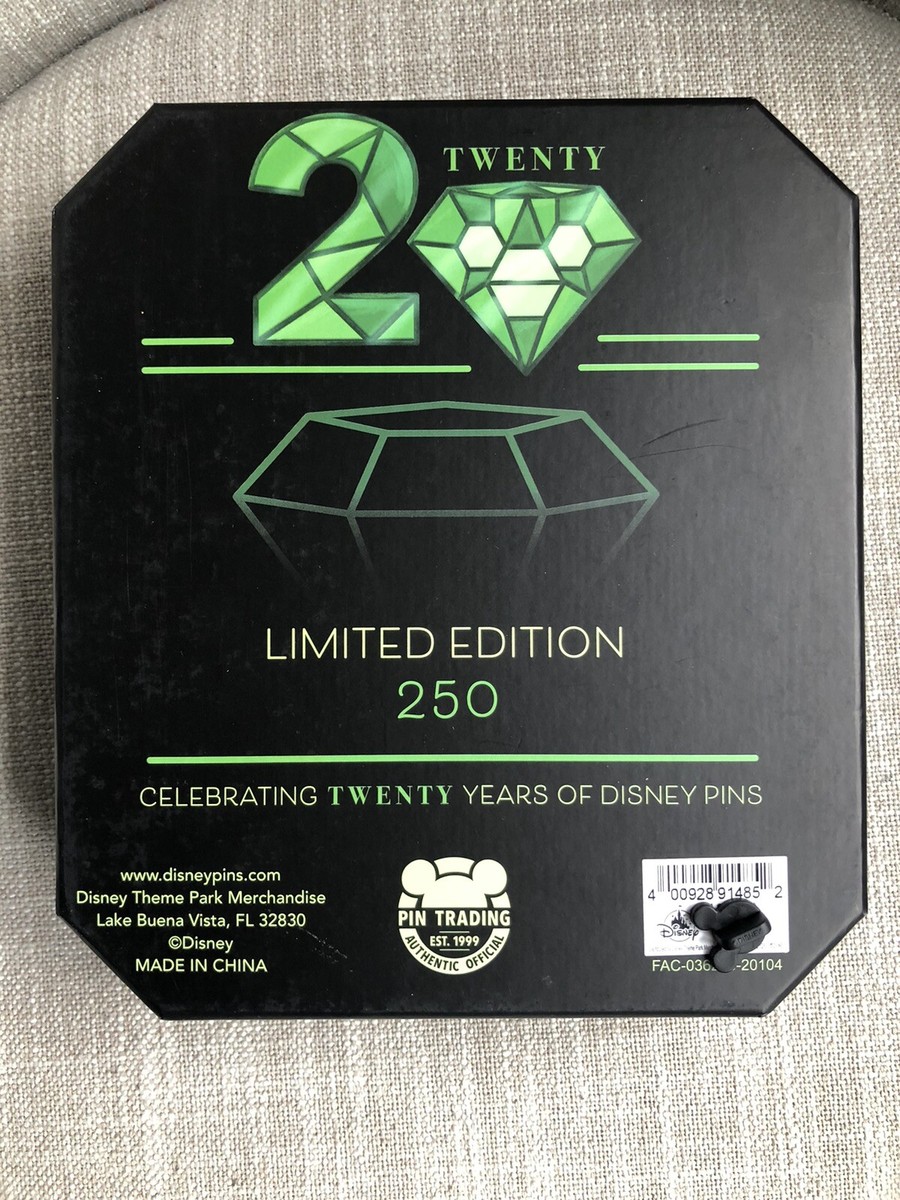 2
TWENTY
LIMITED EDITION
250
CELEBRATING TWENTY YEARS OF DISNEY PINS
www.disneypins.com
Disney Theme Park Merchandise
Lake Buena Vista, FL 32830
©Disney
MADE IN CHINA
PIN TRADING
EST. 1999
AUTHENTIC OFFICIAL
4 00928 91485 2
Disney